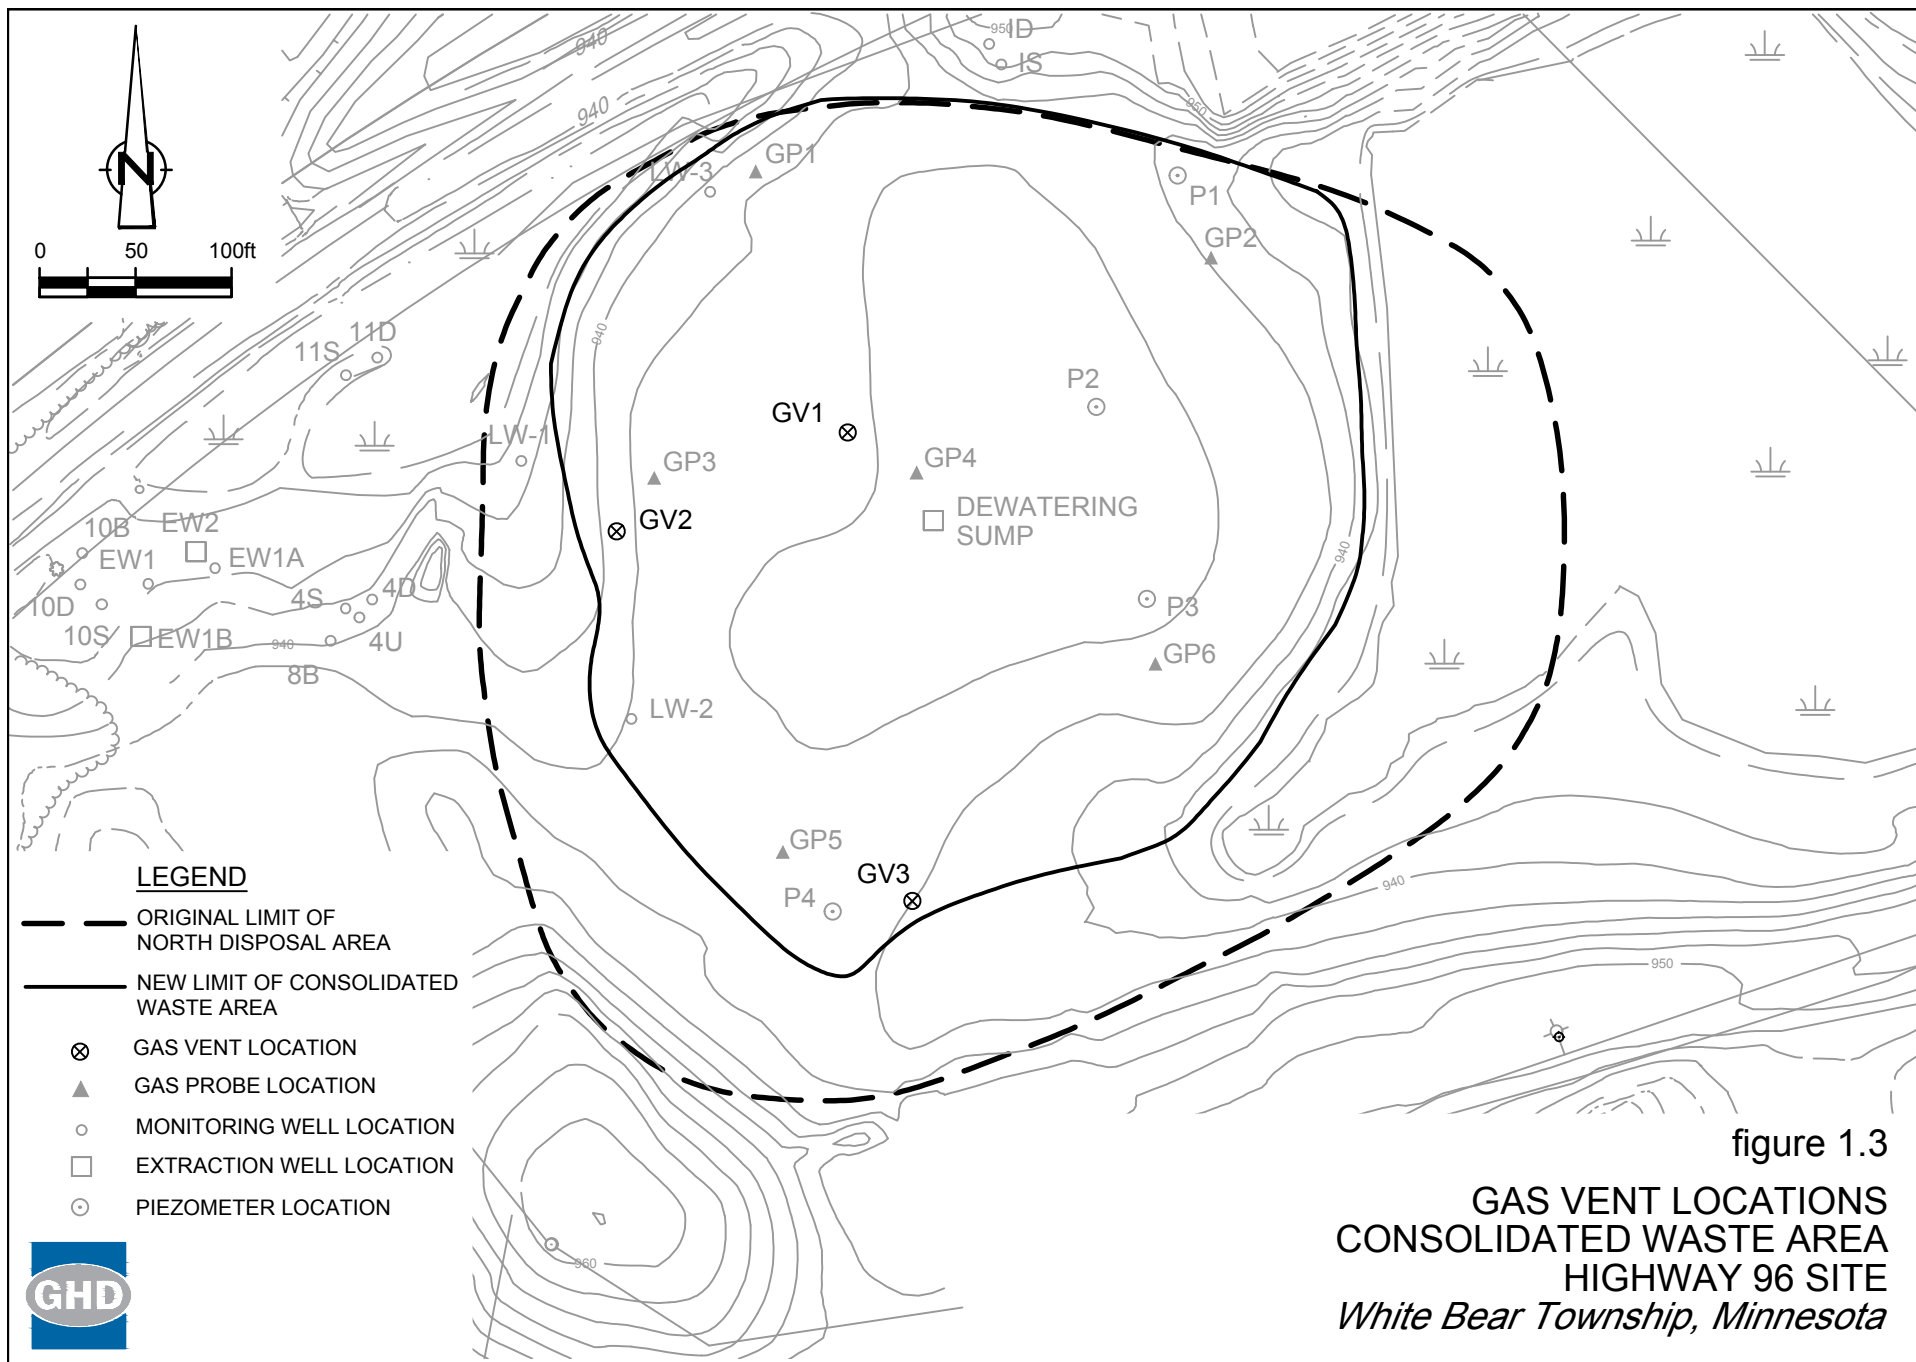 940
940
950
ID
IS
950
N
0 50 100ft
GP1
LW-3
P1
GP2
940
11D
11S
P2
GV1
LW-1
GP3
GP4
DEWATERING
SUMP
GV2
10B
EW2
EW1
EW1A
940
4D
4S
10D
P3
10S
EW1B
940
4U
GP6
8B
LW-2
GP5
GV3
P4
940
950
960
LEGEND
ORIGINAL LIMIT OF
NORTH DISPOSAL AREA
NEW LIMIT OF CONSOLIDATED
WASTE AREA
GAS VENT LOCATION
GAS PROBE LOCATION
MONITORING WELL LOCATION
EXTRACTION WELL LOCATION
PIEZOMETER LOCATION
GHD
figure 1.3
GAS VENT LOCATIONS
CONSOLIDATED WASTE AREA
HIGHWAY 96 SITE
White Bear Township, Minnesota